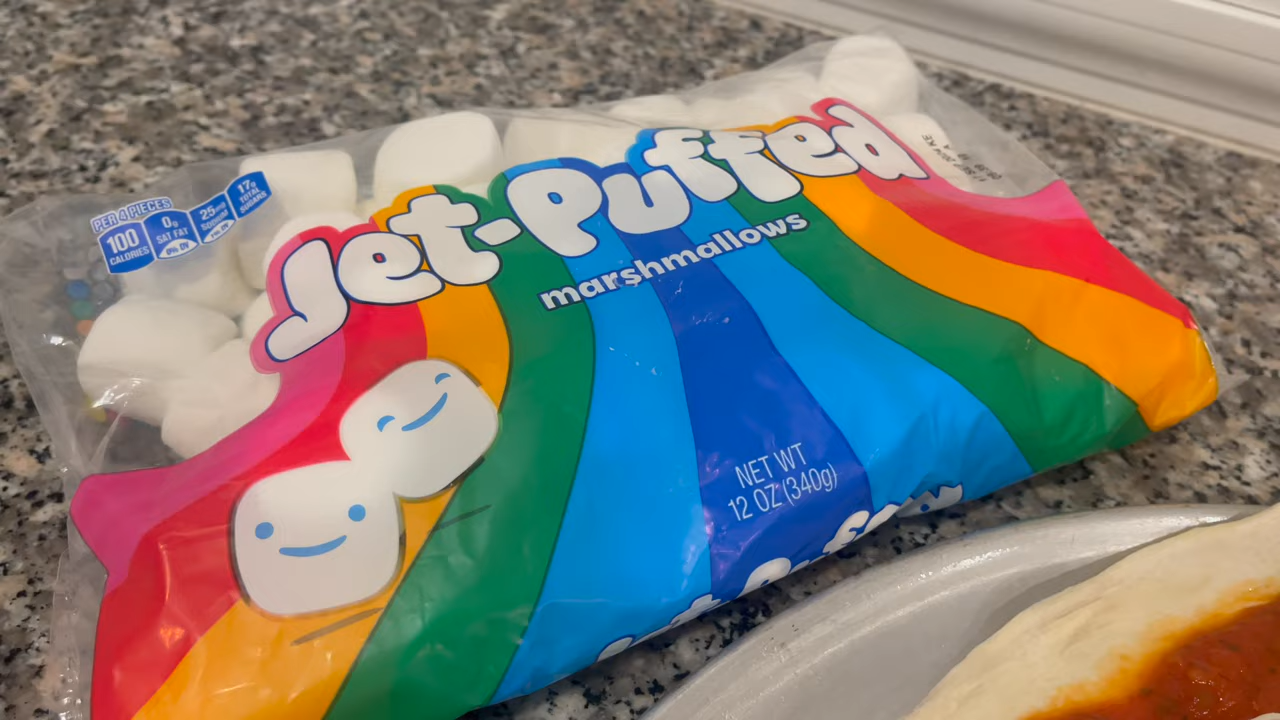 PER 4 PIECES
100
CALORIES
0g
SAT FAT
0% DV
25mg
SODIUM
1% DV
17g
TOTAL
SUGARS
Jet-Puffed
marshmallows
NET WT
12 OZ (340g)